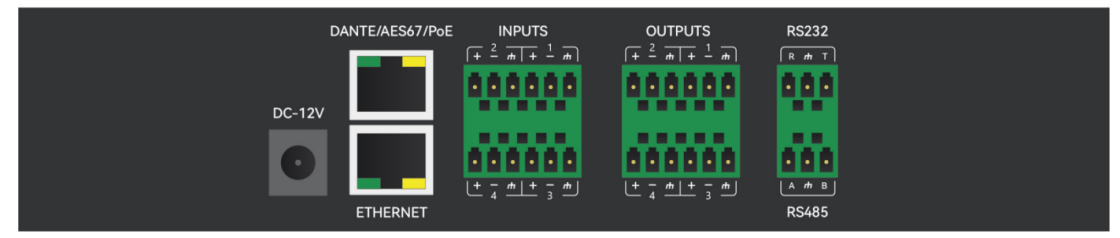 DANTE/AES67/PoE INPUTS OUTPUTS RS232
2 1 2 1
+ − ⏚ + − ⏚ + − ⏚ + − ⏚ R ⏚ T
DC-12V
+ − ⏚ + − ⏚ + − ⏚ + − ⏚ A ⏚ B
4 3 4 3
ETHERNET RS485